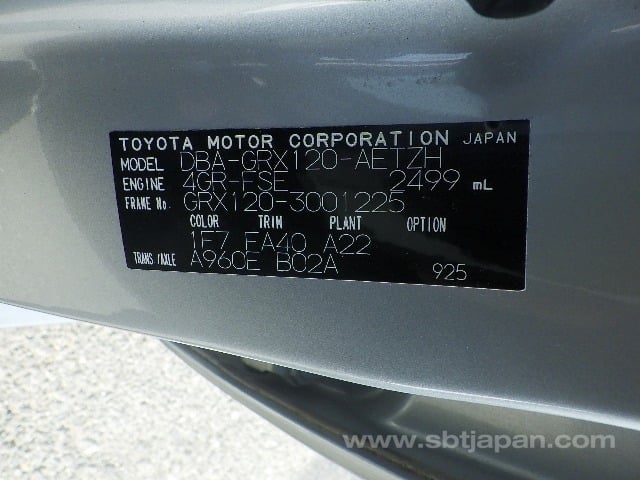 TOYOTA MOTOR CORPORATION JAPAN
MODEL DBA-GRX120-AETZH
ENGINE 4GR-FSE 2499 mL
FRAME No. GRX120-3001225
COLOR TRIM PLANT OPTION
1F7 FA40 A22
TRANS/AXLE A960E B02A 925
www.sbtjapan.com